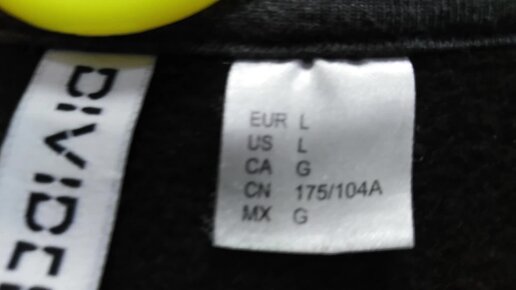 DIVIDED
EUR L
US L
CA G
CN 175/104A
MX G